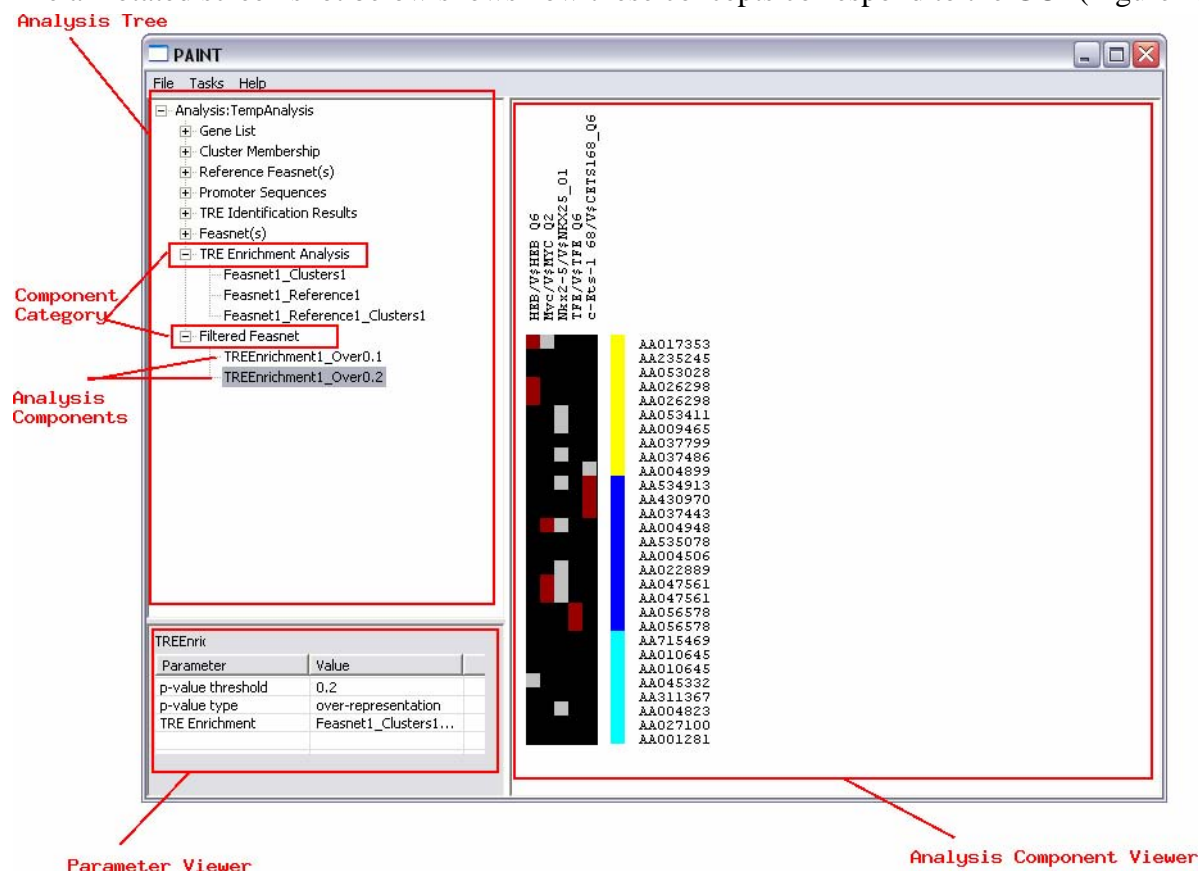 Analysis Tree
PAINT
File Tasks Help
Analysis:TempAnalysis
Gene List
Cluster Membership
Reference Feasnet(s)
Promoter Sequences
TRE Identification Results
Feasnet(s)
TRE Enrichment Analysis
Feasnet1_Clusters1
Feasnet1_Reference1
Feasnet1_Reference1_Clusters1
Filtered Feasnet
TREEnrichment1_Over0.1
TREEnrichment1_Over0.2
Component
Category
Analysis
Components
TREEnric
Parameter Value
p-value threshold 0.2
p-value type over-representation
TRE Enrichment Feasnet1_Clusters1...
Parameter Viewer
HEB/V$HEB_Q6
Myc/V$MYC_Q2
Nkx2-5/V$NKX25_01
TFE/V$TFE_Q6
c-Ets-1 68/V$CETS168_Q6
AA017353
AA235245
AA053028
AA026298
AA026298
AA053411
AA009465
AA037799
AA037486
AA004899
AA534913
AA430970
AA037443
AA004948
AA535078
AA004506
AA022889
AA047561
AA047561
AA056578
AA056578
AA715469
AA010645
AA010645
AA045332
AA311367
AA004823
AA027100
AA001281
Analysis Component Viewer